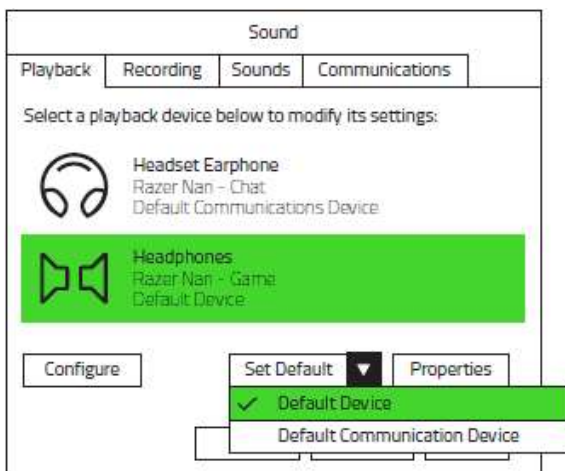 Sound
Playback Recording Sounds Communications
Select a playback device below to modify its settings:
Headset Earphone
Razer Nari - Chat
Default Communications Device
Headphones
Razer Nari - Game
Default Device
Configure Set Default Properties
Default Device
Default Communication Device